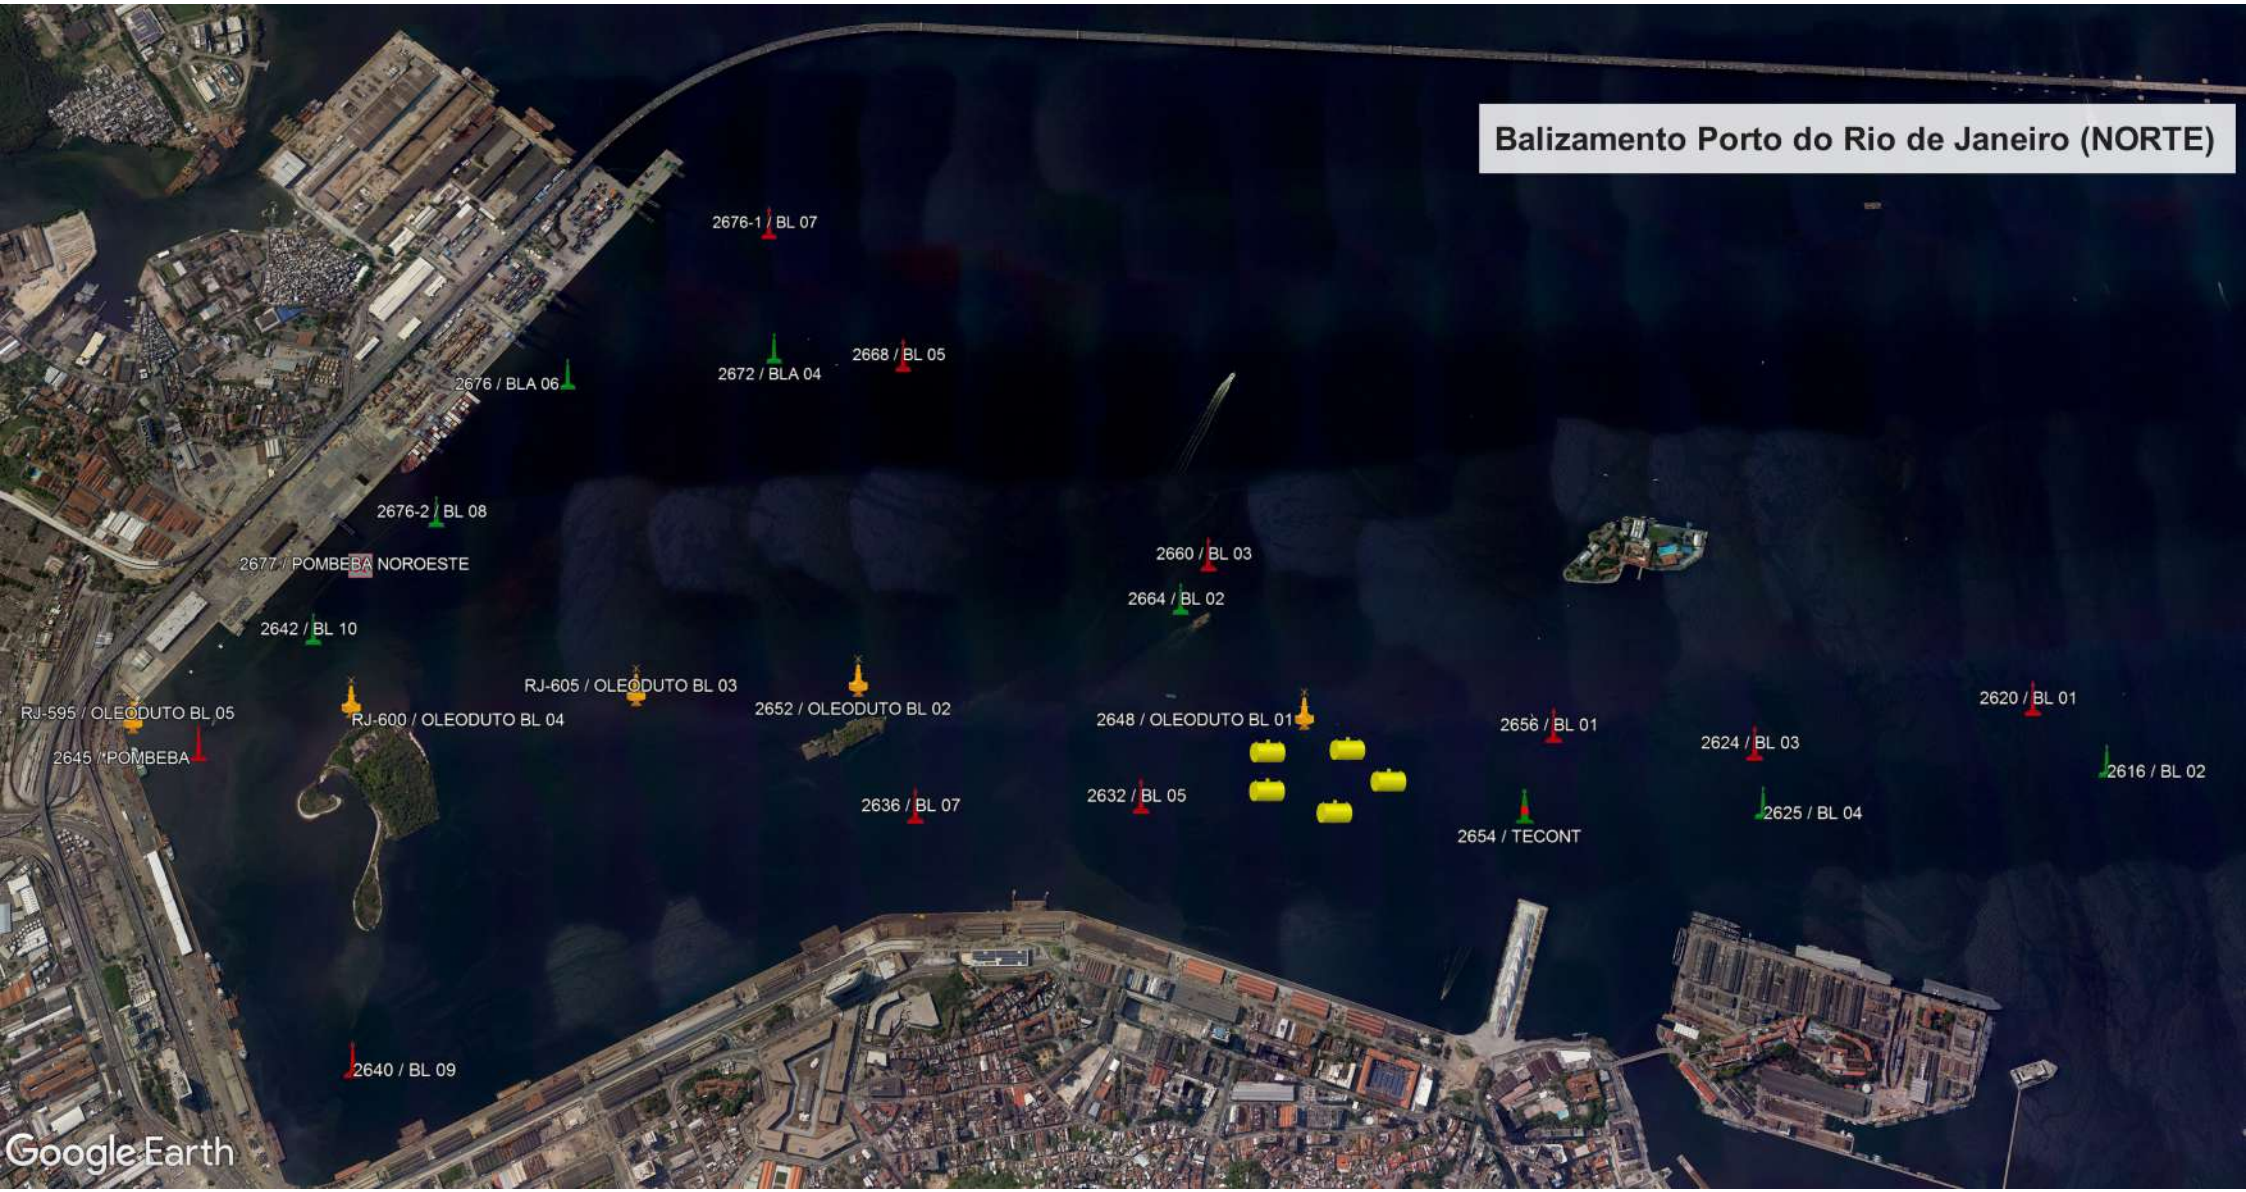 Balizamento Porto do Rio de Janeiro (NORTE)
2676-1 / BL 07
2668 / BL 05
2672 / BLA 04
2676 / BLA 06
2676-2 / BL 08
2660 / BL 03
2677 / POMBEBA NOROESTE
2664 / BL 02
2642 / BL 10
RJ-605 / OLEODUTO BL 03
2620 / BL 01
2652 / OLEODUTO BL 02
RJ-595 / OLEODUTO BL 05
RJ-600 / OLEODUTO BL 04
2648 / OLEODUTO BL 01
2656 / BL 01
2624 / BL 03
2645 /*POMBEBA
2616 / BL 02
2632 / BL 05
2636 / BL 07
2625 / BL 04
2654 / TECONT
2640 / BL 09
Google Earth